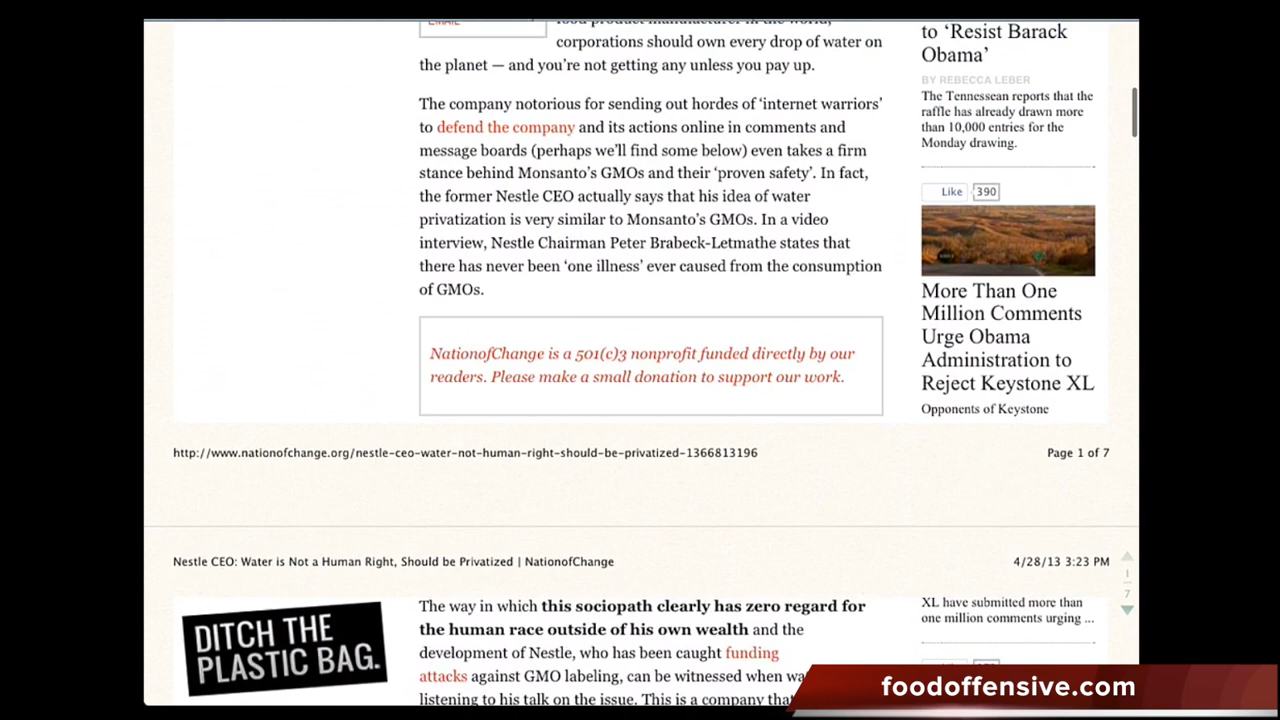 EMAIL
food product manufacturer in the world,
corporations should own every drop of water on
the planet — and you're not getting any unless you pay up.
The company notorious for sending out hordes of 'internet warriors'
to defend the company and its actions online in comments and
message boards (perhaps we'll find some below) even takes a firm
stance behind Monsanto's GMOs and their 'proven safety'. In fact,
the former Nestle CEO actually says that his idea of water
privatization is very similar to Monsanto's GMOs. In a video
interview, Nestle Chairman Peter Brabeck-Letmathe states that
there has never been 'one illness' ever caused from the consumption
of GMOs.
NationofChange is a 501(c)3 nonprofit funded directly by our
readers. Please make a small donation to support our work.
to 'Resist Barack
Obama'
BY REBECCA LEBER
The Tennessean reports that the
raffle has already drawn more
than 10,000 entries for the
Monday drawing.
Like 390
More Than One
Million Comments
Urge Obama
Administration to
Reject Keystone XL
Opponents of Keystone
http://www.nationofchange.org/nestle-ceo-water-not-human-right-should-be-privatized-1366813196
Page 1 of 7
Nestle CEO: Water is Not a Human Right, Should be Privatized | NationofChange
4/28/13 3:23 PM
1
7
DITCH THE
PLASTIC BAG.
The way in which this sociopath clearly has zero regard for
the human race outside of his own wealth and the
development of Nestle, who has been caught funding
attacks against GMO labeling, can be witnessed when
listening to his talk on the issue. This is a company that
XL have submitted more than
one million comments urging ...
foodoffensive.com